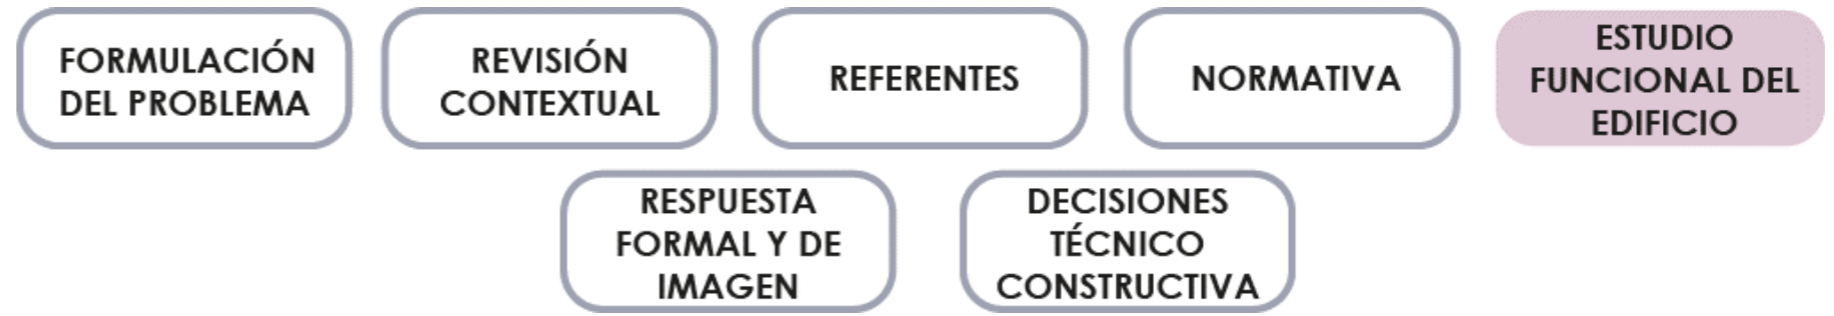 FORMULACIÓN
DEL PROBLEMA
REVISIÓN
CONTEXTUAL
REFERENTES
NORMATIVA
ESTUDIO
FUNCIONAL DEL
EDIFICIO
RESPUESTA
FORMAL Y DE
IMAGEN
DECISIONES
TÉCNICO
CONSTRUCTIVA